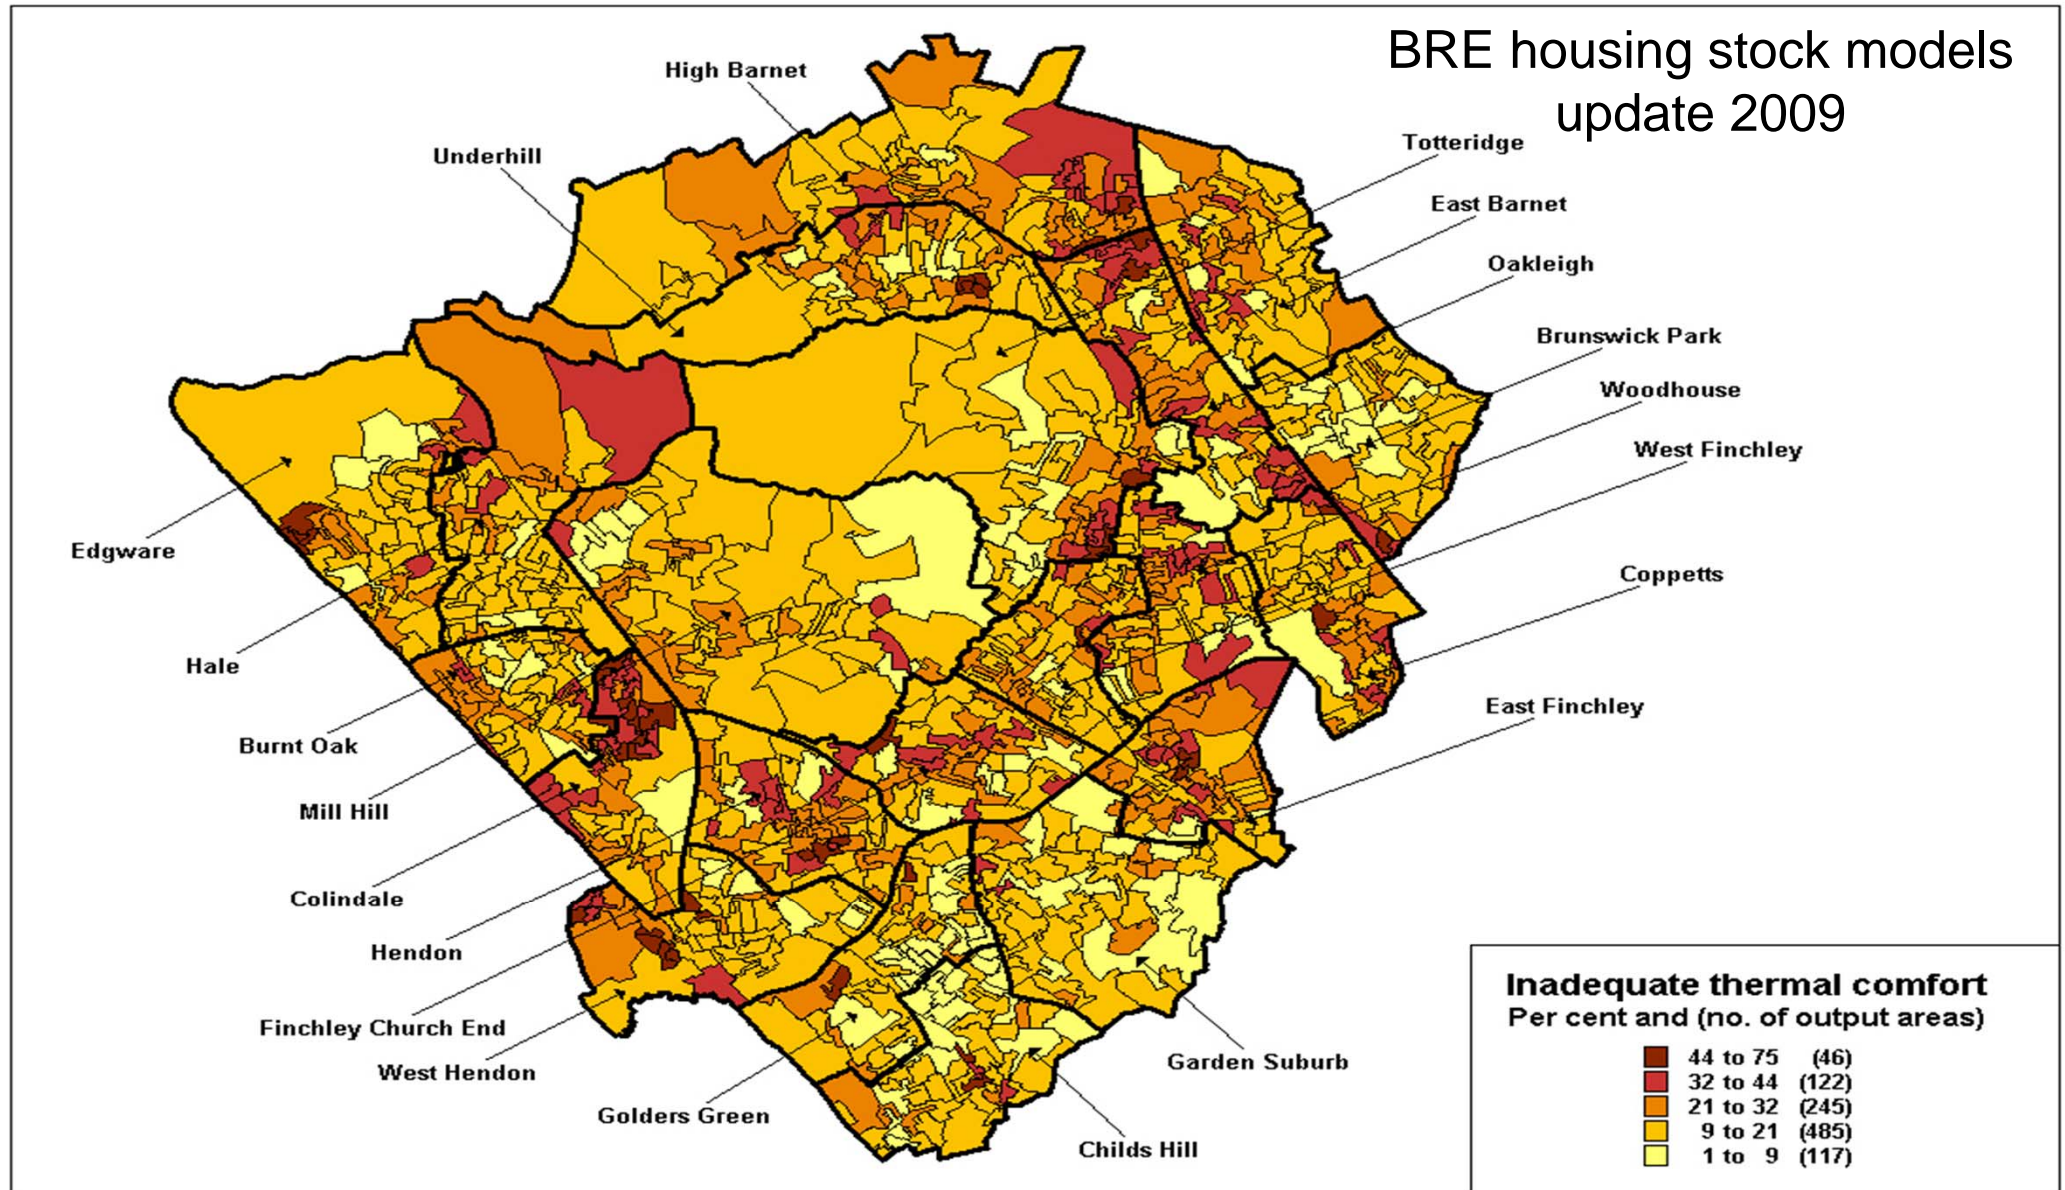 BRE housing stock models
update 2009
High Barnet
Underhill
Totteridge
East Barnet
Oakleigh
Brunswick Park
Woodhouse
West Finchley
Coppetts
East Finchley
Edgware
Hale
Burnt Oak
Mill Hill
Colindale
Hendon
Finchley Church End
West Hendon
Golders Green
Childs Hill
Garden Suburb
Inadequate thermal comfort
Per cent and (no. of output areas)
44 to 75 (46)
32 to 44 (122)
21 to 32 (245)
9 to 21 (485)
1 to 9 (117)